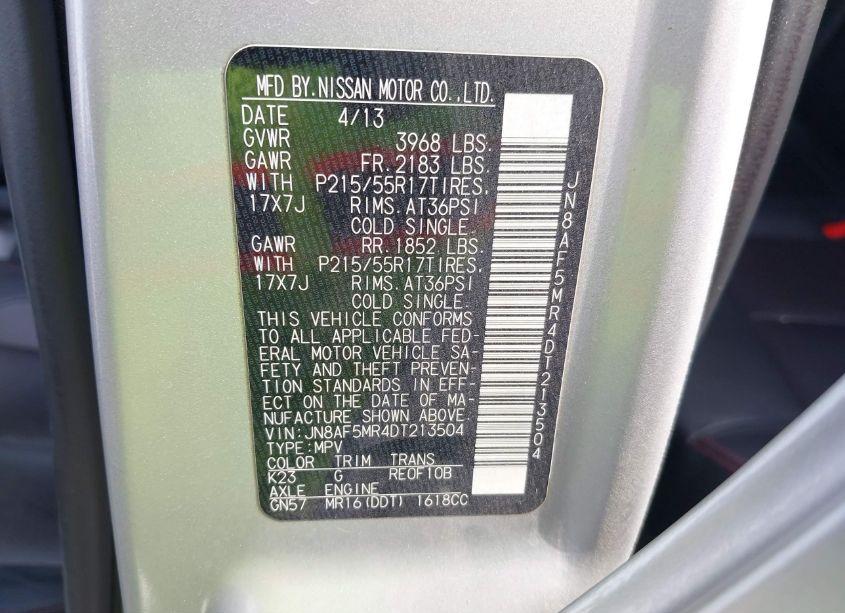 MFD BY.NISSAN MOTOR CO.,LTD.
DATE 4/13
GVWR 3968 LBS.
GAWR FR.2183 LBS.
WITH P215/55R17TIRES,
17X7J RIMS.AT36PSI
COLD SINGLE.
GAWR RR.1852 LBS.
WITH P215/55R17TIRES,
17X7J RIMS.AT36PSI
COLD SINGLE.
THIS VEHICLE CONFORMS
TO ALL APPLICABLE FED-
ERAL MOTOR VEHICLE SA-
FETY AND THEFT PREVEN-
TION STANDARDS IN EFF-
ECT ON THE DATE OF MA-
NUFACTURE SHOWN ABOVE.
VIN:JN8AF5MR4DT213504
TYPE:MPV
COLOR TRIM TRANS
K23 G RE0F10B
AXLE ENGINE
GN57 MR16(DDT) 1618CC
JN8AF5MR4DT213504